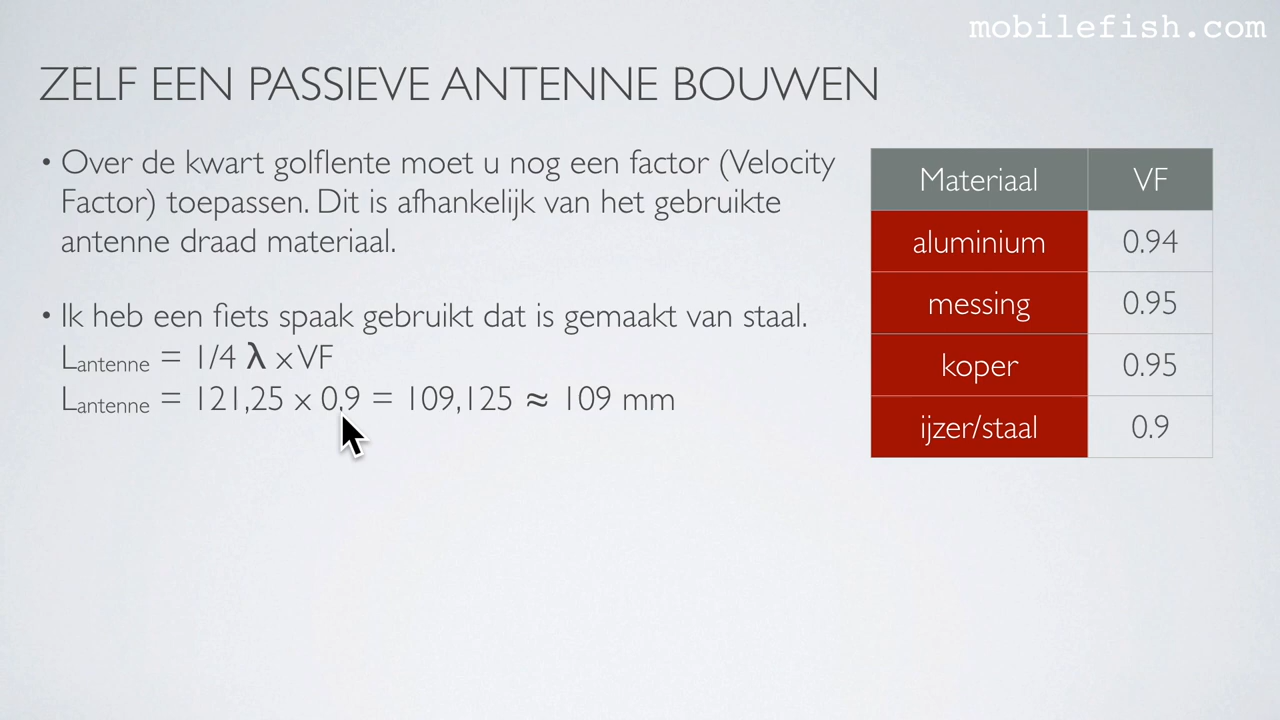 mobilefish.com
ZELF EEN PASSIEVE ANTENNE BOUWEN
• Over de kwart golflente moet u nog een factor (Velocity
Factor) toepassen. Dit is afhankelijk van het gebruikte
antenne draad materiaal.
• Ik heb een fiets spaak gebruikt dat is gemaakt van staal.
Lantenne = 1/4 λ x VF
Lantenne = 121,25 x 0,9 = 109,125 ≈ 109 mm
Materiaal VF
aluminium 0.94
messing 0.95
koper 0.95
ijzer/staal 0.9